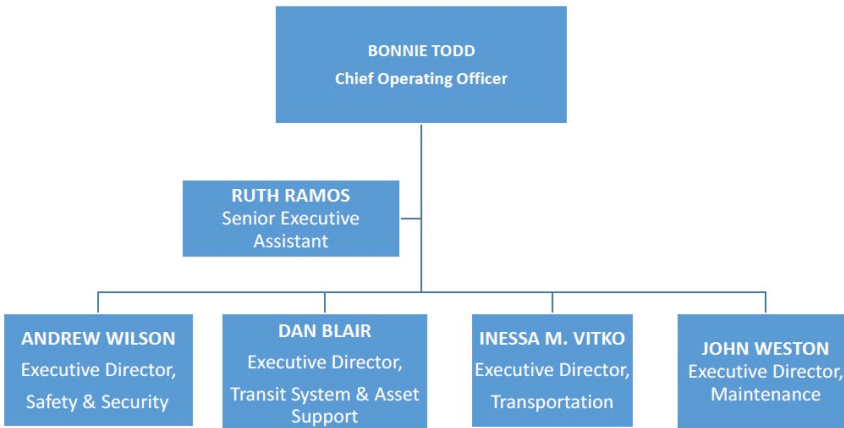 BONNIE TODD
Chief Operating Officer
RUTH RAMOS
Senior Executive
Assistant
ANDREW WILSON
Executive Director,
Safety & Security
DAN BLAIR
Executive Director,
Transit System & Asset
Support
INESSA M. VITKO
Executive Director,
Transportation
JOHN WESTON
Executive Director,
Maintenance